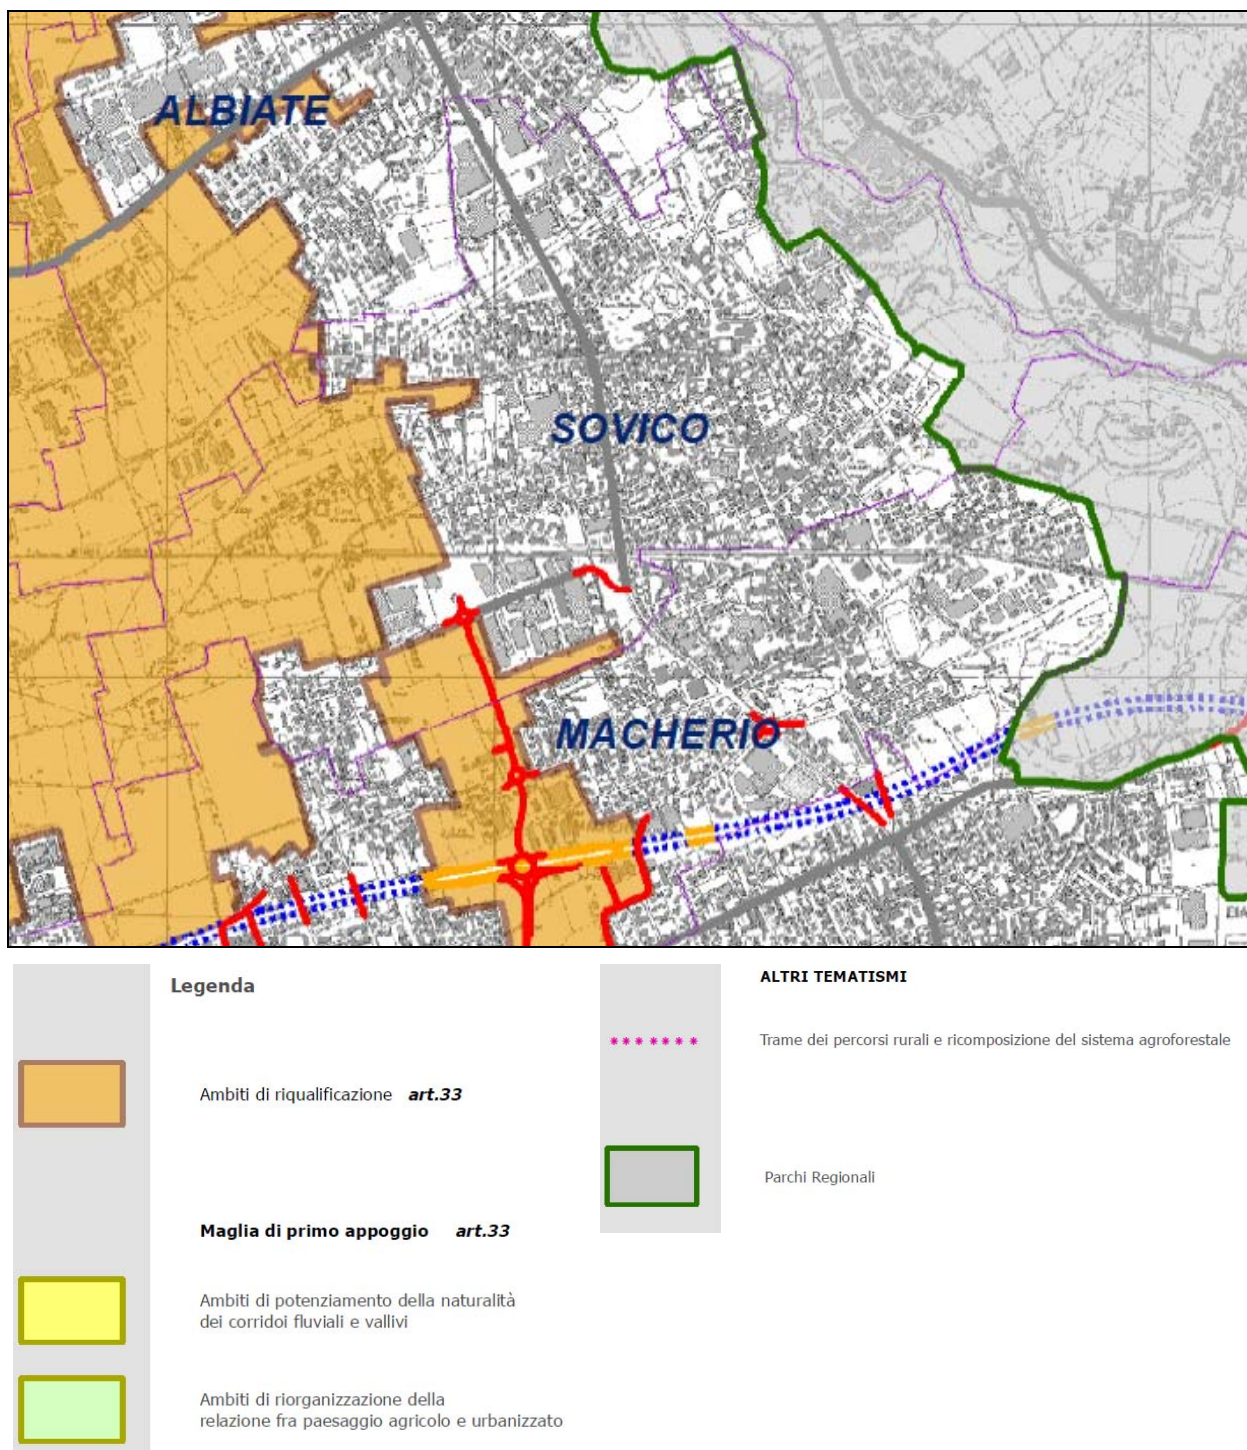 ALBIATE
SOVICO
MACHERIO
Legenda
Ambiti di riqualificazione art.33
Maglia di primo appoggio art.33
Ambiti di potenziamento della naturalità
dei corridoi fluviali e vallivi
Ambiti di riorganizzazione della
relazione fra paesaggio agricolo e urbanizzato
ALTRI TEMATISMI
Trame dei percorsi rurali e ricomposizione del sistema agroforestale
Parchi Regionali